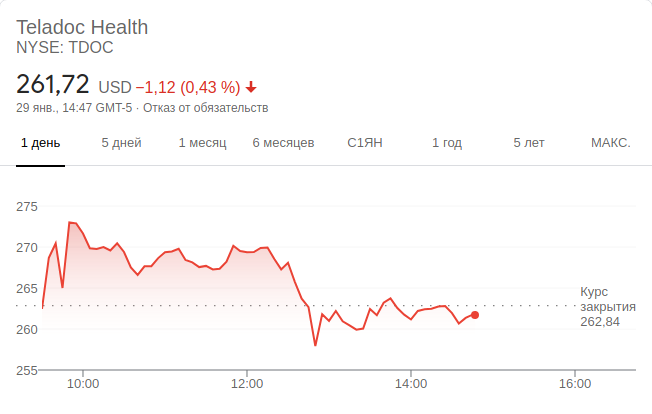 Teladoc Health
NYSE: TDOC
261,72 USD −1,12 (0,43 %)
29 янв., 14:47 GMT-5 · Отказ от обязательств
1 день 5 дней 1 месяц 6 месяцев С1ЯН 1 год 5 лет МАКС.
275
270
265
260
255
Курс
закрытия
262,84
10:00 12:00 14:00 16:00